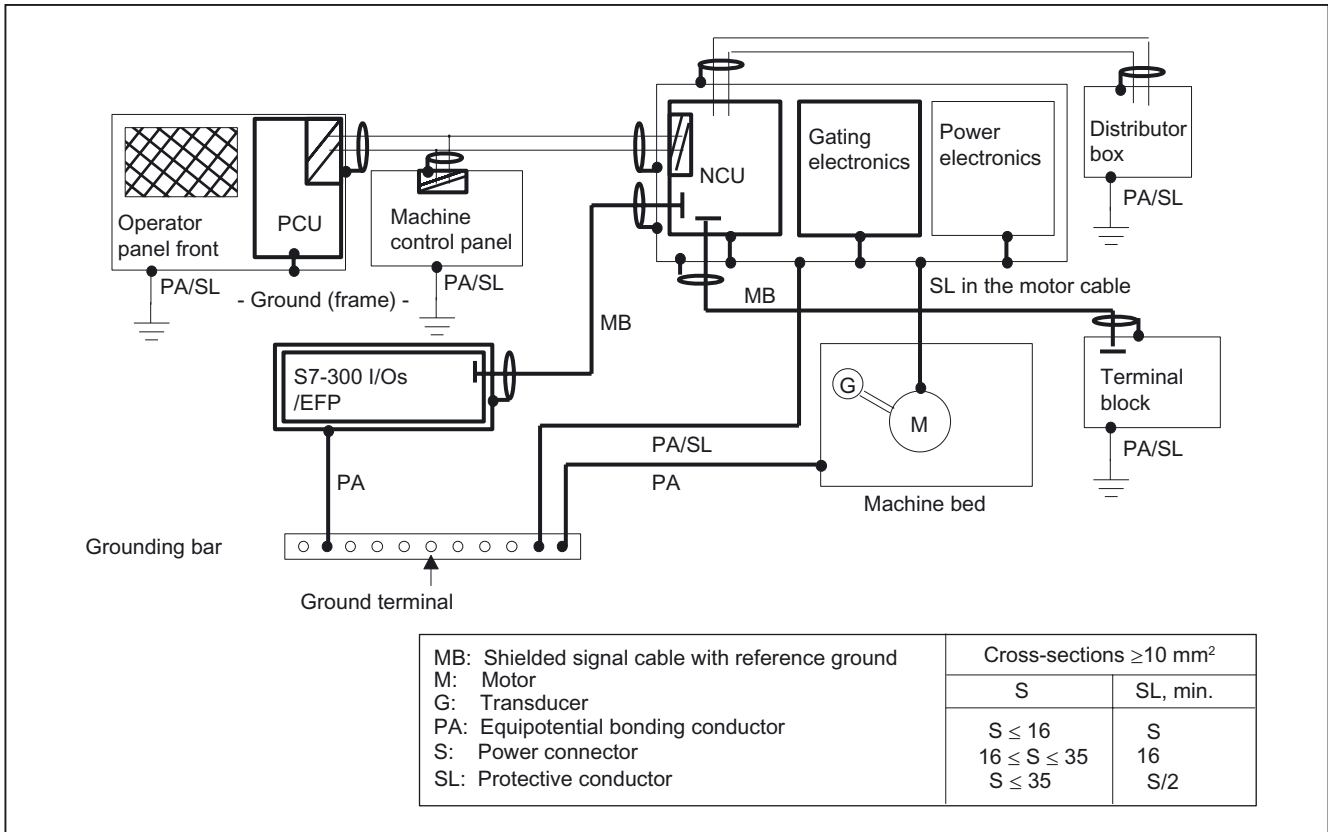 NCU
Gating
electronics
Power
electronics
Distributor
box
PA/SL
Operator
panel front
PCU
Machine
control panel
PA/SL
- Ground (frame) -
PA/SL
MB
MB
SL in the motor cable
S7-300 I/Os
/EFP
G
M
Terminal
block
PA/SL
PA/SL
PA
PA
Machine bed
Grounding bar
Ground terminal
MB: Shielded signal cable with reference ground
M: Motor
G: Transducer
PA: Equipotential bonding conductor
S: Power connector
SL: Protective conductor
Cross-sections ≥10 mm²
S SL, min.
S ≤ 16 S
16 ≤ S ≤ 35 16
S ≤ 35 S/2